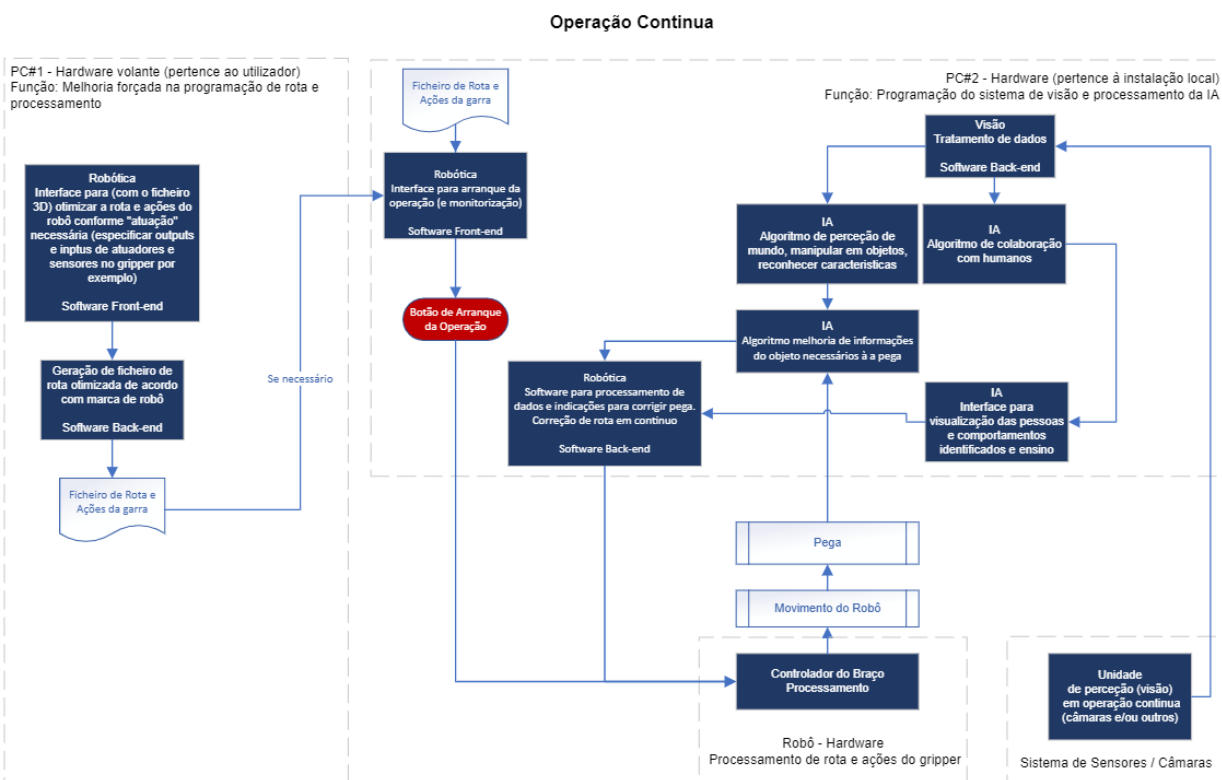 Operação Continua
PC#1 - Hardware volante (pertence ao utilizador)
Função: Melhoria forçada na programação de rota e
processamento
Robótica
Interface para (com o ficheiro
3D) otimizar a rota e ações do
robô conforme "atuação"
necessária (especificar outputs
e inptus de atuadores e
sensores no gripper por
exemplo)
Software Front-end
Geração de ficheiro de
rota otimizada de acordo
com marca de robô
Software Back-end
Ficheiro de Rota e
Ações da garra
Se necessário
PC#2 - Hardware (pertence à instalação local)
Função: Programação do sistema de visão e processamento da IA
Ficheiro de Rota e
Ações da garra
Robótica
Interface para arranque da
operação (e monitorização)
Software Front-end
Botão de Arranque
da Operação
Visão
Tratamento de dados
Software Back-end
IA
Algoritmo de perceção de
mundo, manipular em objetos,
reconhecer caracteristicas
IA
Algoritmo de colaboração
com humanos
IA
Algoritmo melhoria de informações
do objeto necessários à a pega
Robótica
Software para processamento de
dados e indicações para corrigir pega.
Correção de rota em continuo
Software Back-end
IA
Interface para
visualização das pessoas
e comportamentos
identificados e ensino
Pega
Movimento do Robô
Controlador do Braço
Processamento
Robô - Hardware
Processamento de rota e ações do gripper
Unidade
de perceção (visão)
em operação continua
(câmaras e/ou outros)
Sistema de Sensores / Câmaras